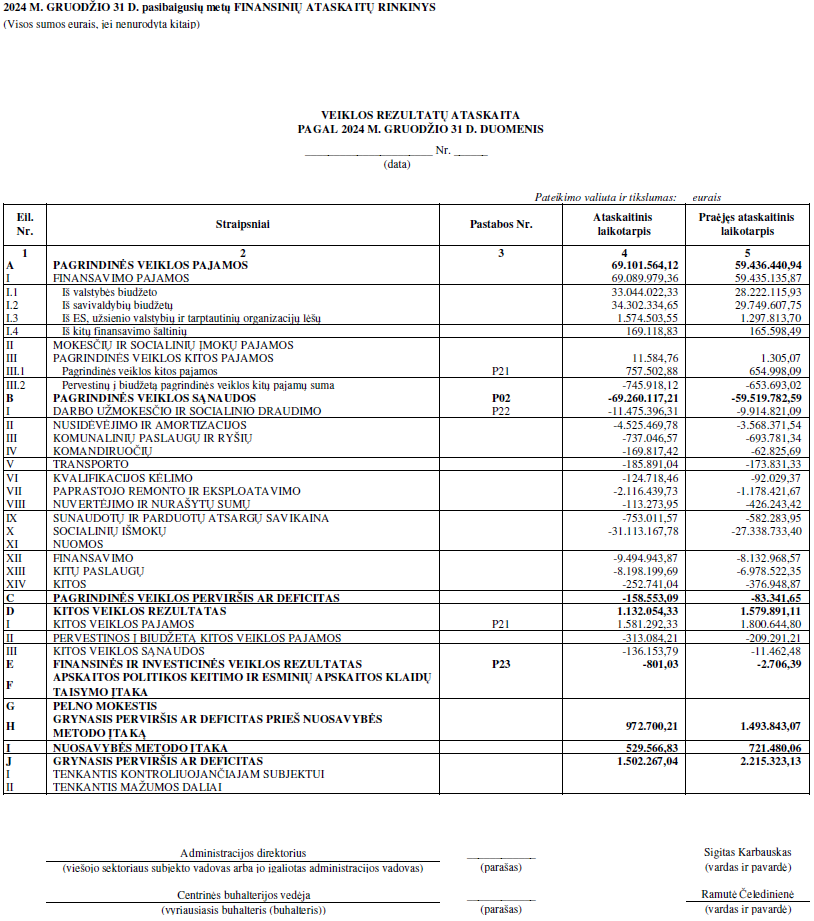 2024 M. GRUODŽIO 31 D. pasibaigusių metų FINANSINIŲ ATASKAITŲ RINKINYS
(Visos sumos eurais, jei nenurodyta kitaip)
VEIKLOS REZULTATŲ ATASKAITA
PAGAL 2024 M. GRUODŽIO 31 D. DUOMENIS
______________________ Nr. ______
(data)
Pateikimo valiuta ir tikslumas: eurais
Eil. Nr. Straipsniai Pastabos Nr. Ataskaitinis laikotarpis Praėjęs ataskaitinis laikotarpis
1 2 3 4 5
A PAGRINDINĖS VEIKLOS PAJAMOS 69.101.564,12 59.436.440,94
I FINANSAVIMO PAJAMOS 69.089.979,36 59.435.135,87
I.1 Iš valstybės biudžeto 33.044.022,33 28.222.115,93
I.2 Iš savivaldybių biudžetų 34.302.334,65 29.749.607,75
I.3 Iš ES, užsienio valstybių ir tarptautinių organizacijų lėšų 1.574.503,55 1.297.813,70
I.4 Iš kitų finansavimo šaltinių 169.118,83 165.598,49
II MOKESČIŲ IR SOCIALINIŲ ĮMOKŲ PAJAMOS
III PAGRINDINĖS VEIKLOS KITOS PAJAMOS 11.584,76 1.305,07
III.1 Pagrindinės veiklos kitos pajamos P21 757.502,88 654.998,09
III.2 Pervestinų į biudžetą pagrindinės veiklos kitų pajamų suma -745.918,12 -653.693,02
B PAGRINDINĖS VEIKLOS SĄNAUDOS P02 -69.260.117,21 -59.519.782,59
I DARBO UŽMOKESČIO IR SOCIALINIO DRAUDIMO P22 -11.475.396,31 -9.914.821,09
II NUSIDĖVĖJIMO IR AMORTIZACIJOS -4.525.469,78 -3.568.371,54
III KOMUNALINIŲ PASLAUGŲ IR RYŠIŲ -737.046,57 -693.781,34
IV KOMANDIRUOČIŲ -169.817,42 -62.825,69
V TRANSPORTO -185.891,04 -173.831,33
VI KVALIFIKACIJOS KĖLIMO -124.718,46 -92.029,37
VII PAPRASTOJO REMONTO IR EKSPLOATAVIMO -2.116.439,73 -1.178.421,67
VIII NUVERTĖJIMO IR NURAŠYTŲ SUMŲ -113.273,95 -426.243,42
IX SUNAUDOTŲ IR PARDUOTŲ ATSARGŲ SAVIKAINA -753.011,57 -582.283,95
X SOCIALINIŲ IŠMOKŲ -31.113.167,78 -27.338.733,40
XI NUOMOS
XII FINANSAVIMO -9.494.943,87 -8.132.968,57
XIII KITŲ PASLAUGŲ -8.198.199,69 -6.978.522,35
XIV KITOS -252.741,04 -376.948,87
C PAGRINDINĖS VEIKLOS PERVIRŠIS AR DEFICITAS -158.553,09 -83.341,65
D KITOS VEIKLOS REZULTATAS 1.132.054,33 1.579.891,11
I KITOS VEIKLOS PAJAMOS P21 1.581.292,33 1.800.644,80
II PERVESTINOS Į BIUDŽETĄ KITOS VEIKLOS PAJAMOS -313.084,21 -209.291,21
III KITOS VEIKLOS SĄNAUDOS -136.153,79 -11.462,48
E FINANSINĖS IR INVESTICINĖS VEIKLOS REZULTATAS P23 -801,03 -2.706,39
F APSKAITOS POLITIKOS KEITIMO IR ESMINIŲ APSKAITOS KLAIDŲ
TAISYMO ĮTAKA
G PELNO MOKESTIS
H GRYNASIS PERVIRŠIS AR DEFICITAS PRIEŠ NUOSAVYBĖS
METODO ĮTAKĄ 972.700,21 1.493.843,07
I NUOSAVYBĖS METODO ĮTAKA 529.566,83 721.480,06
J GRYNASIS PERVIRŠIS AR DEFICITAS 1.502.267,04 2.215.323,13
I TENKANTIS KONTROLIUOJANČIAJAM SUBJEKTUI
II TENKANTIS MAŽUMOS DALIAI
Administracijos direktorius ____________ Sigitas Karbauskas
(viešojo sektoriaus subjekto vadovas arba jo įgaliotas administracijos vadovas) (parašas) (vardas ir pavardė)
Centrinės buhalterijos vedėja ____________ Ramutė Čeledinienė
(vyriausiasis buhalteris (buhalteris)) (parašas) (vardas ir pavardė)